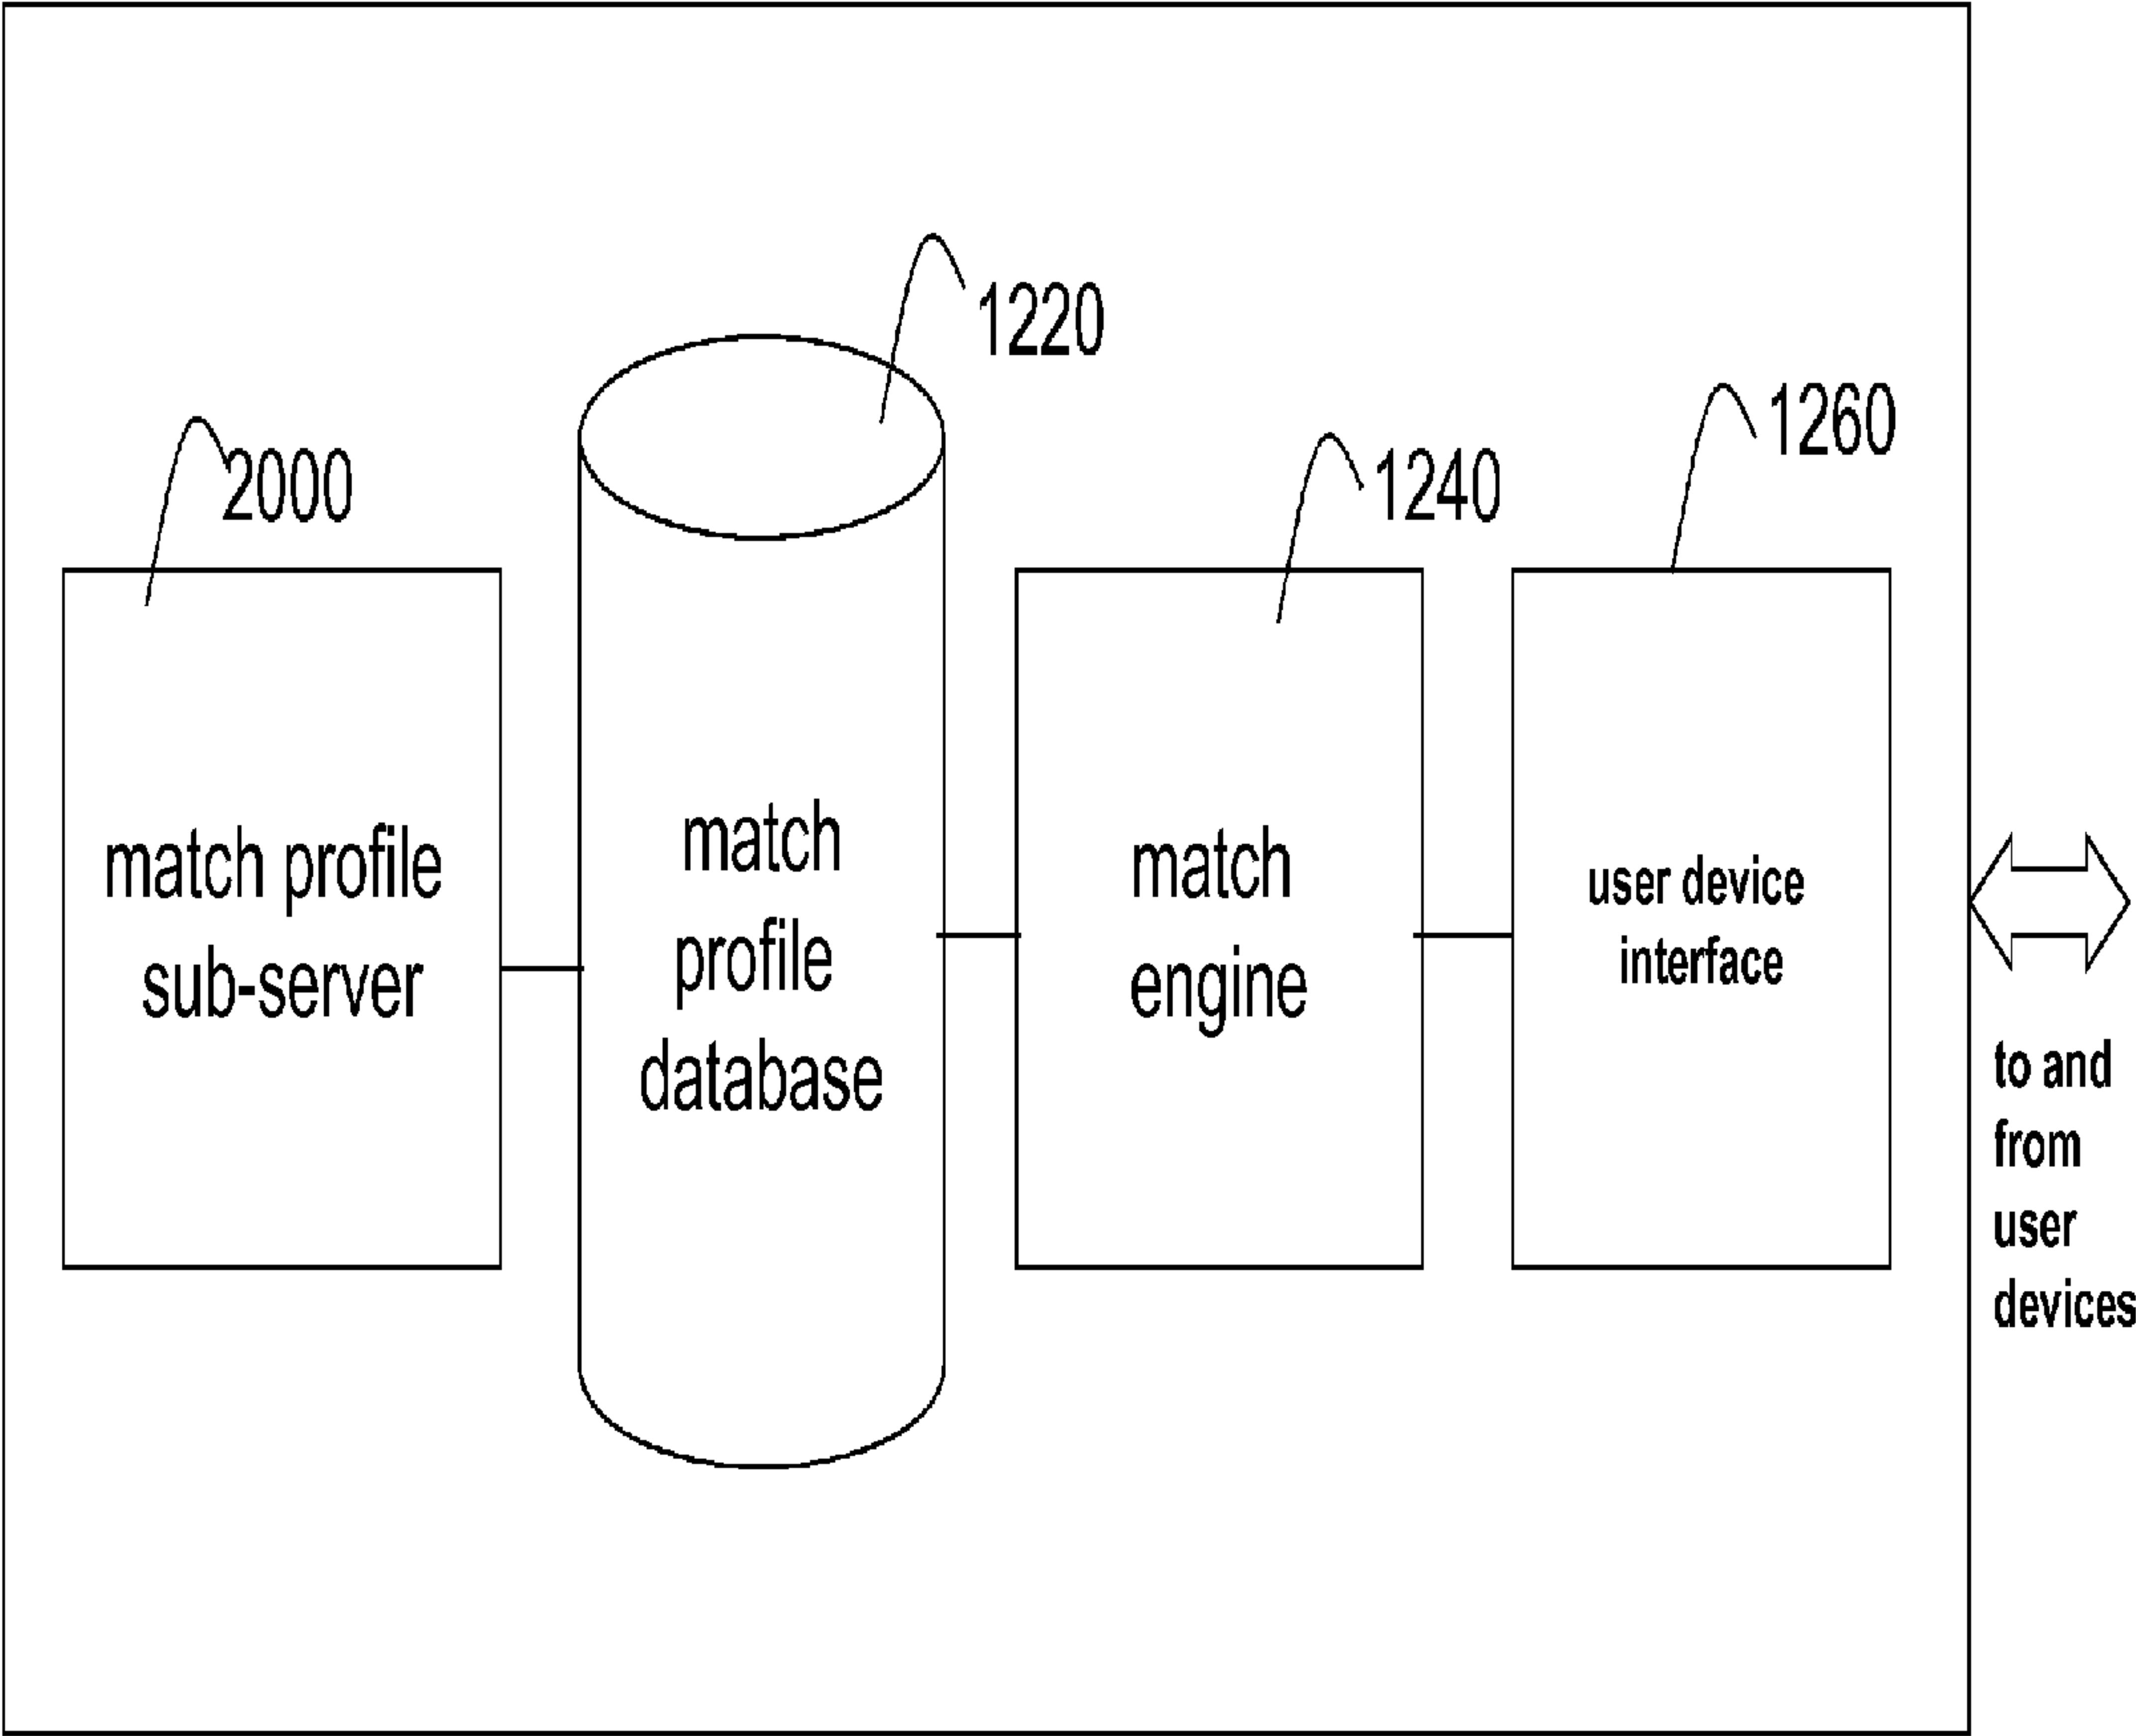 1220
1260
2000
1240
match profile
sub-server
match
profile
database
match
engine
user device
interface
to and
from
user
devices